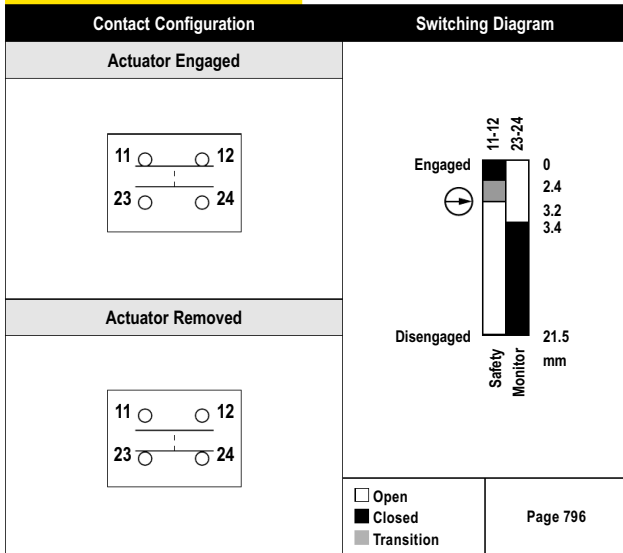 Contact Configuration
Actuator Engaged
11 12
23 24
Actuator Removed
11 12
23 24
Switching Diagram
11-12
23-24
Engaged
0
2.4
3.2
3.4
Disengaged
21.5
mm
Safety
Monitor
Open
Closed
Transition
Page 796